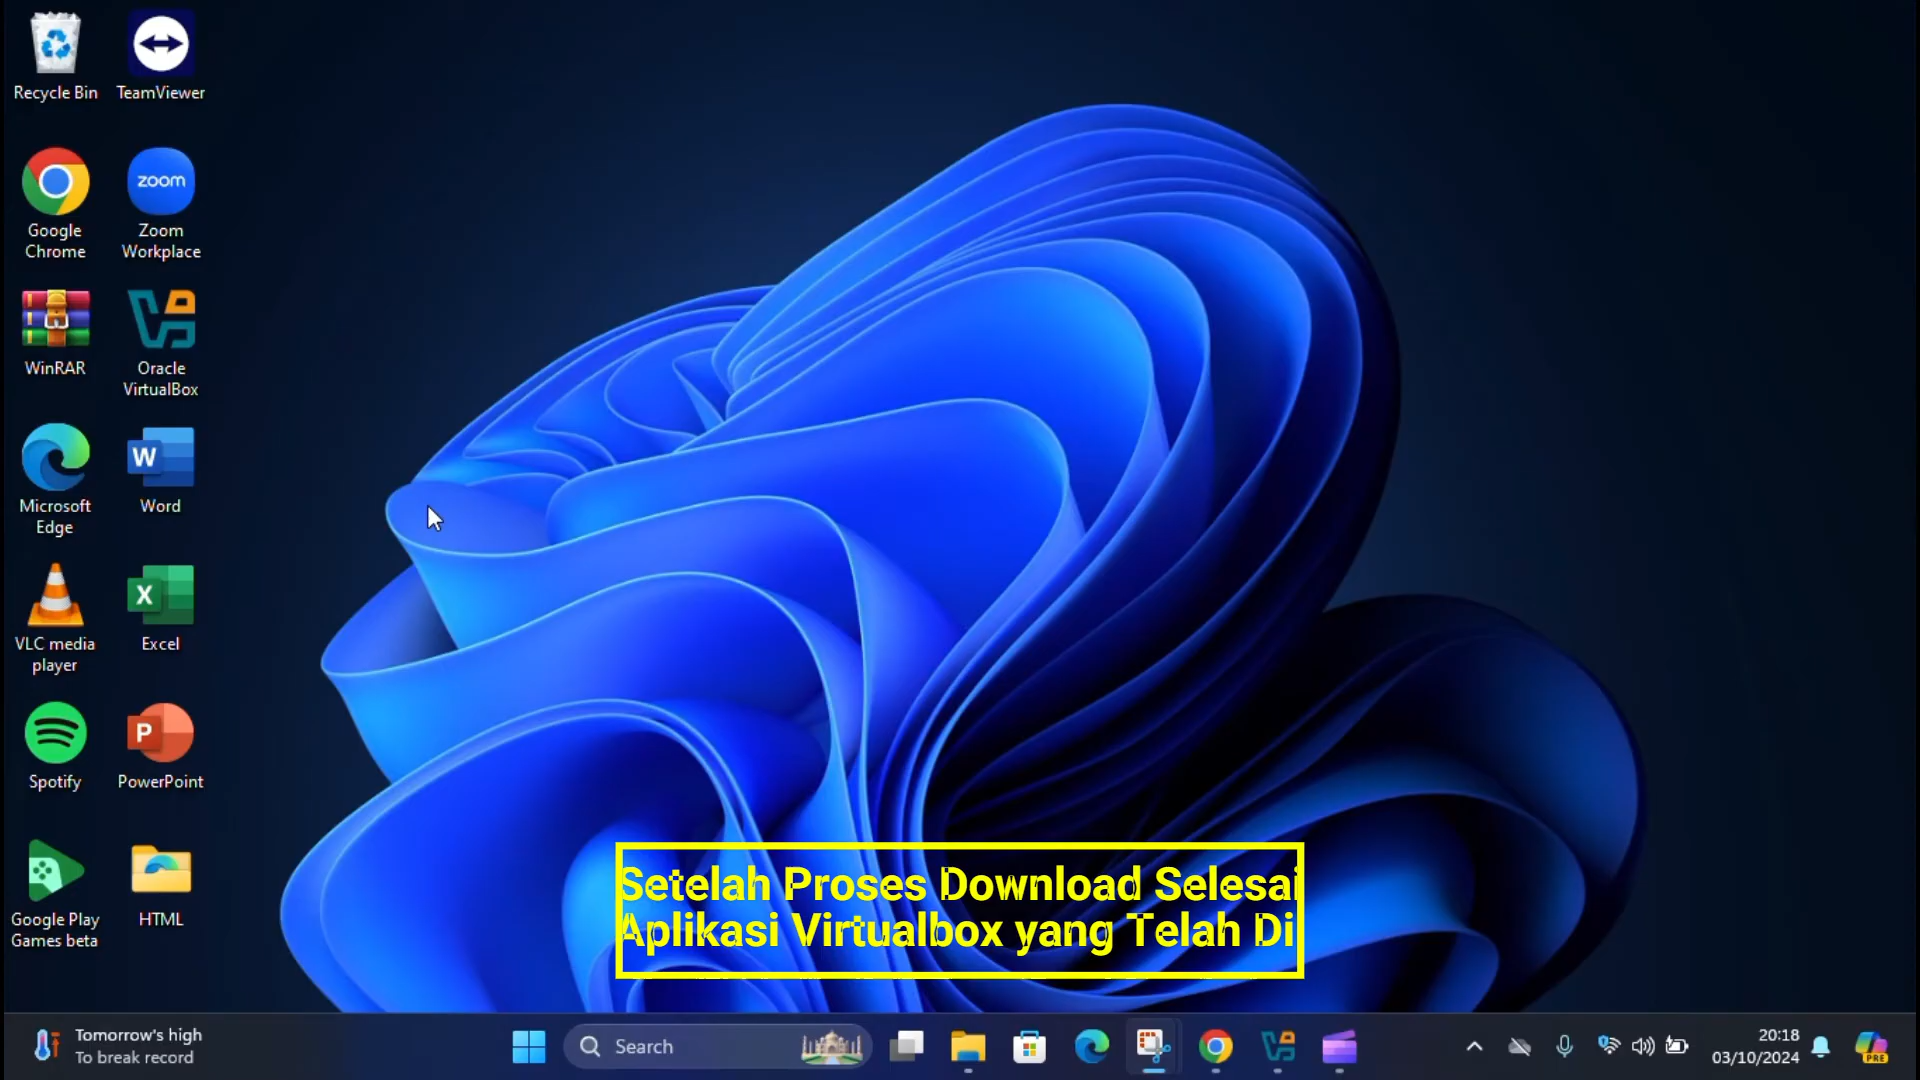 Recycle Bin
TeamViewer
Google
Chrome
zoom
Zoom
Workplace
WinRAR
Oracle
VirtualBox
Microsoft
Edge
W
Word
VLC media
player
X
Excel
Spotify
P
PowerPoint
Google Play
Games beta
HTML
Setelah Proses Download Selesai
Aplikasi Virtualbox yang Telah Di
Tomorrow's high
To break record
Search
20:18
03/10/2024
PRE